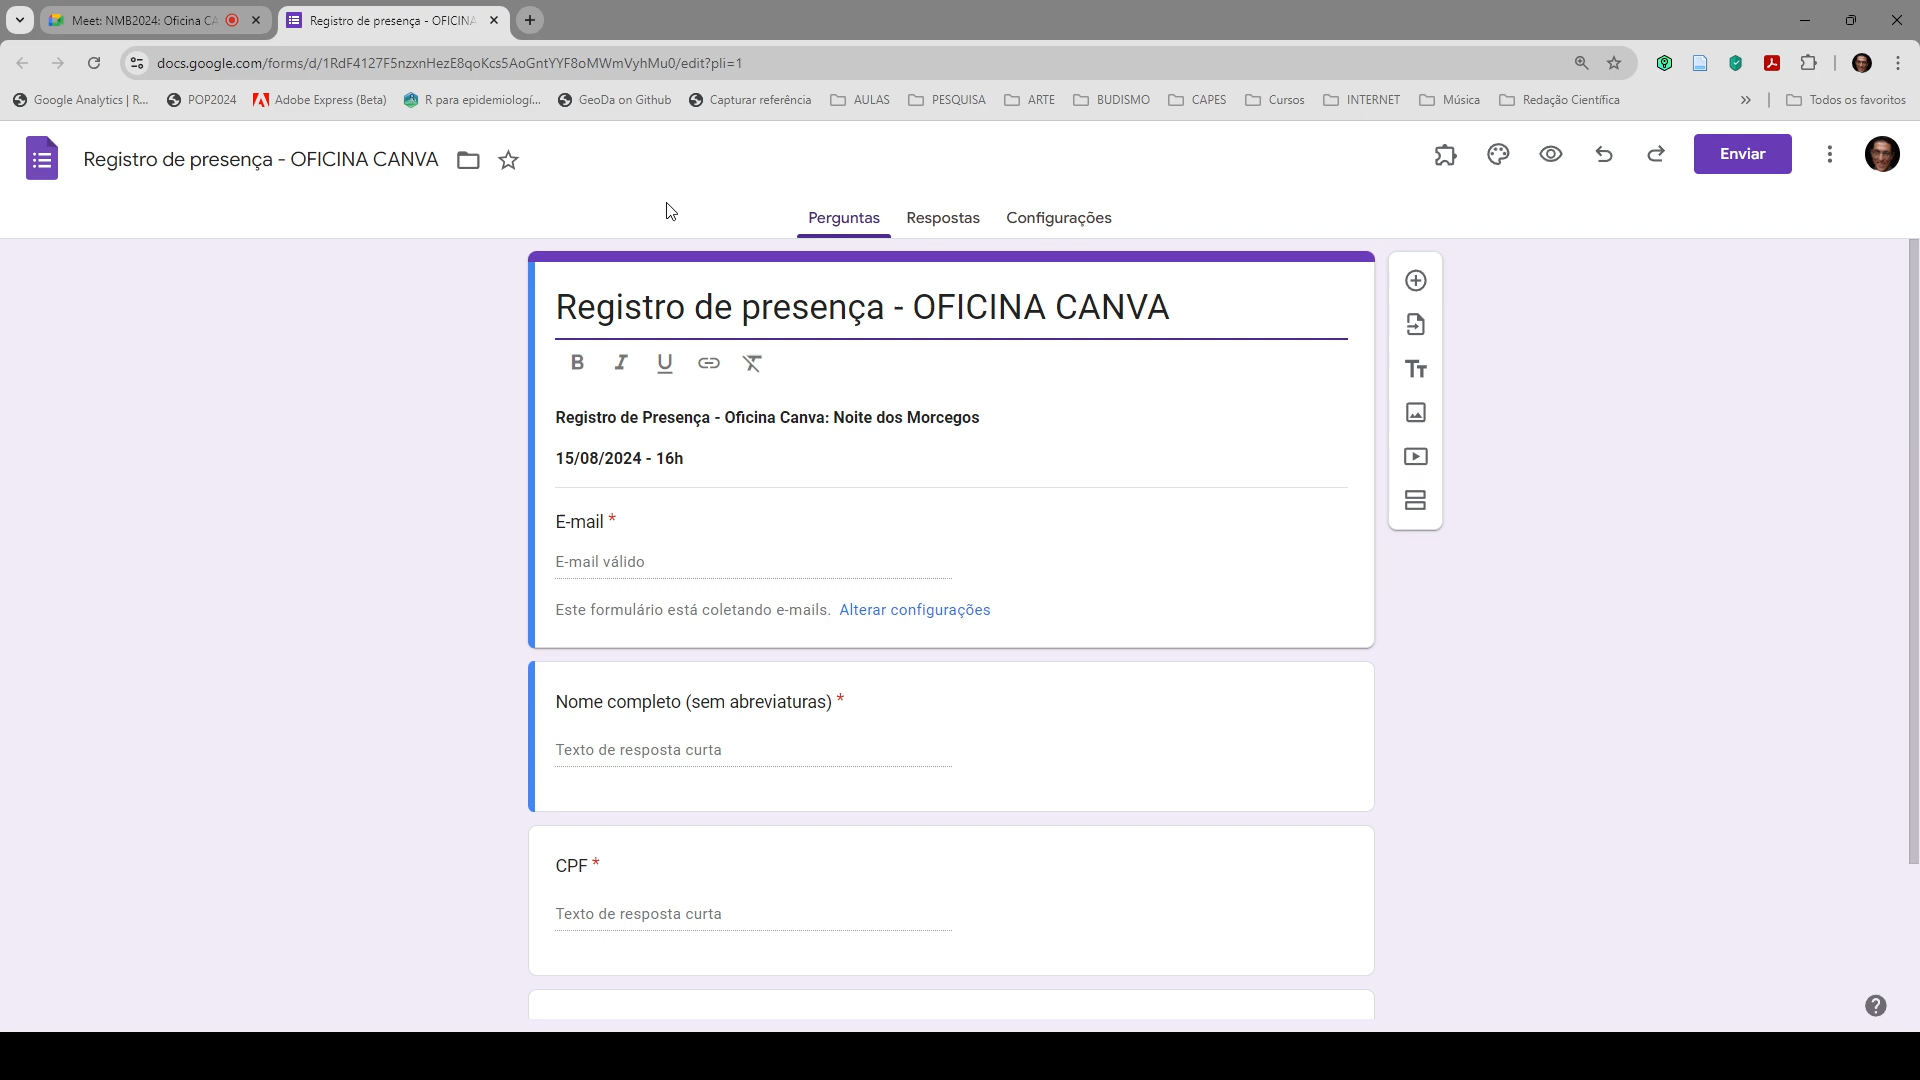 Meet: NMB2024: Oficina CA
Registro de presença - OFICINA
docs.google.com/forms/d/1RdF4127F5nzxnHezE8qoKcs5AoGntYYF8oMWmVyhMu0/edit?pli=1
Google Analytics | R...
POP2024
Adobe Express (Beta)
R para epidemiologí...
GeoDa on Github
Capturar referência
AULAS
PESQUISA
ARTE
BUDISMO
CAPES
Cursos
INTERNET
Música
Redação Científica
Todos os favoritos
Registro de presença - OFICINA CANVA
Enviar
Perguntas
Respostas
Configurações
Registro de presença - OFICINA CANVA
B I U
Registro de Presença - Oficina Canva: Noite dos Morcegos
15/08/2024 - 16h
E-mail *
E-mail válido
Este formulário está coletando e-mails. Alterar configurações
Nome completo (sem abreviaturas) *
Texto de resposta curta
CPF *
Texto de resposta curta